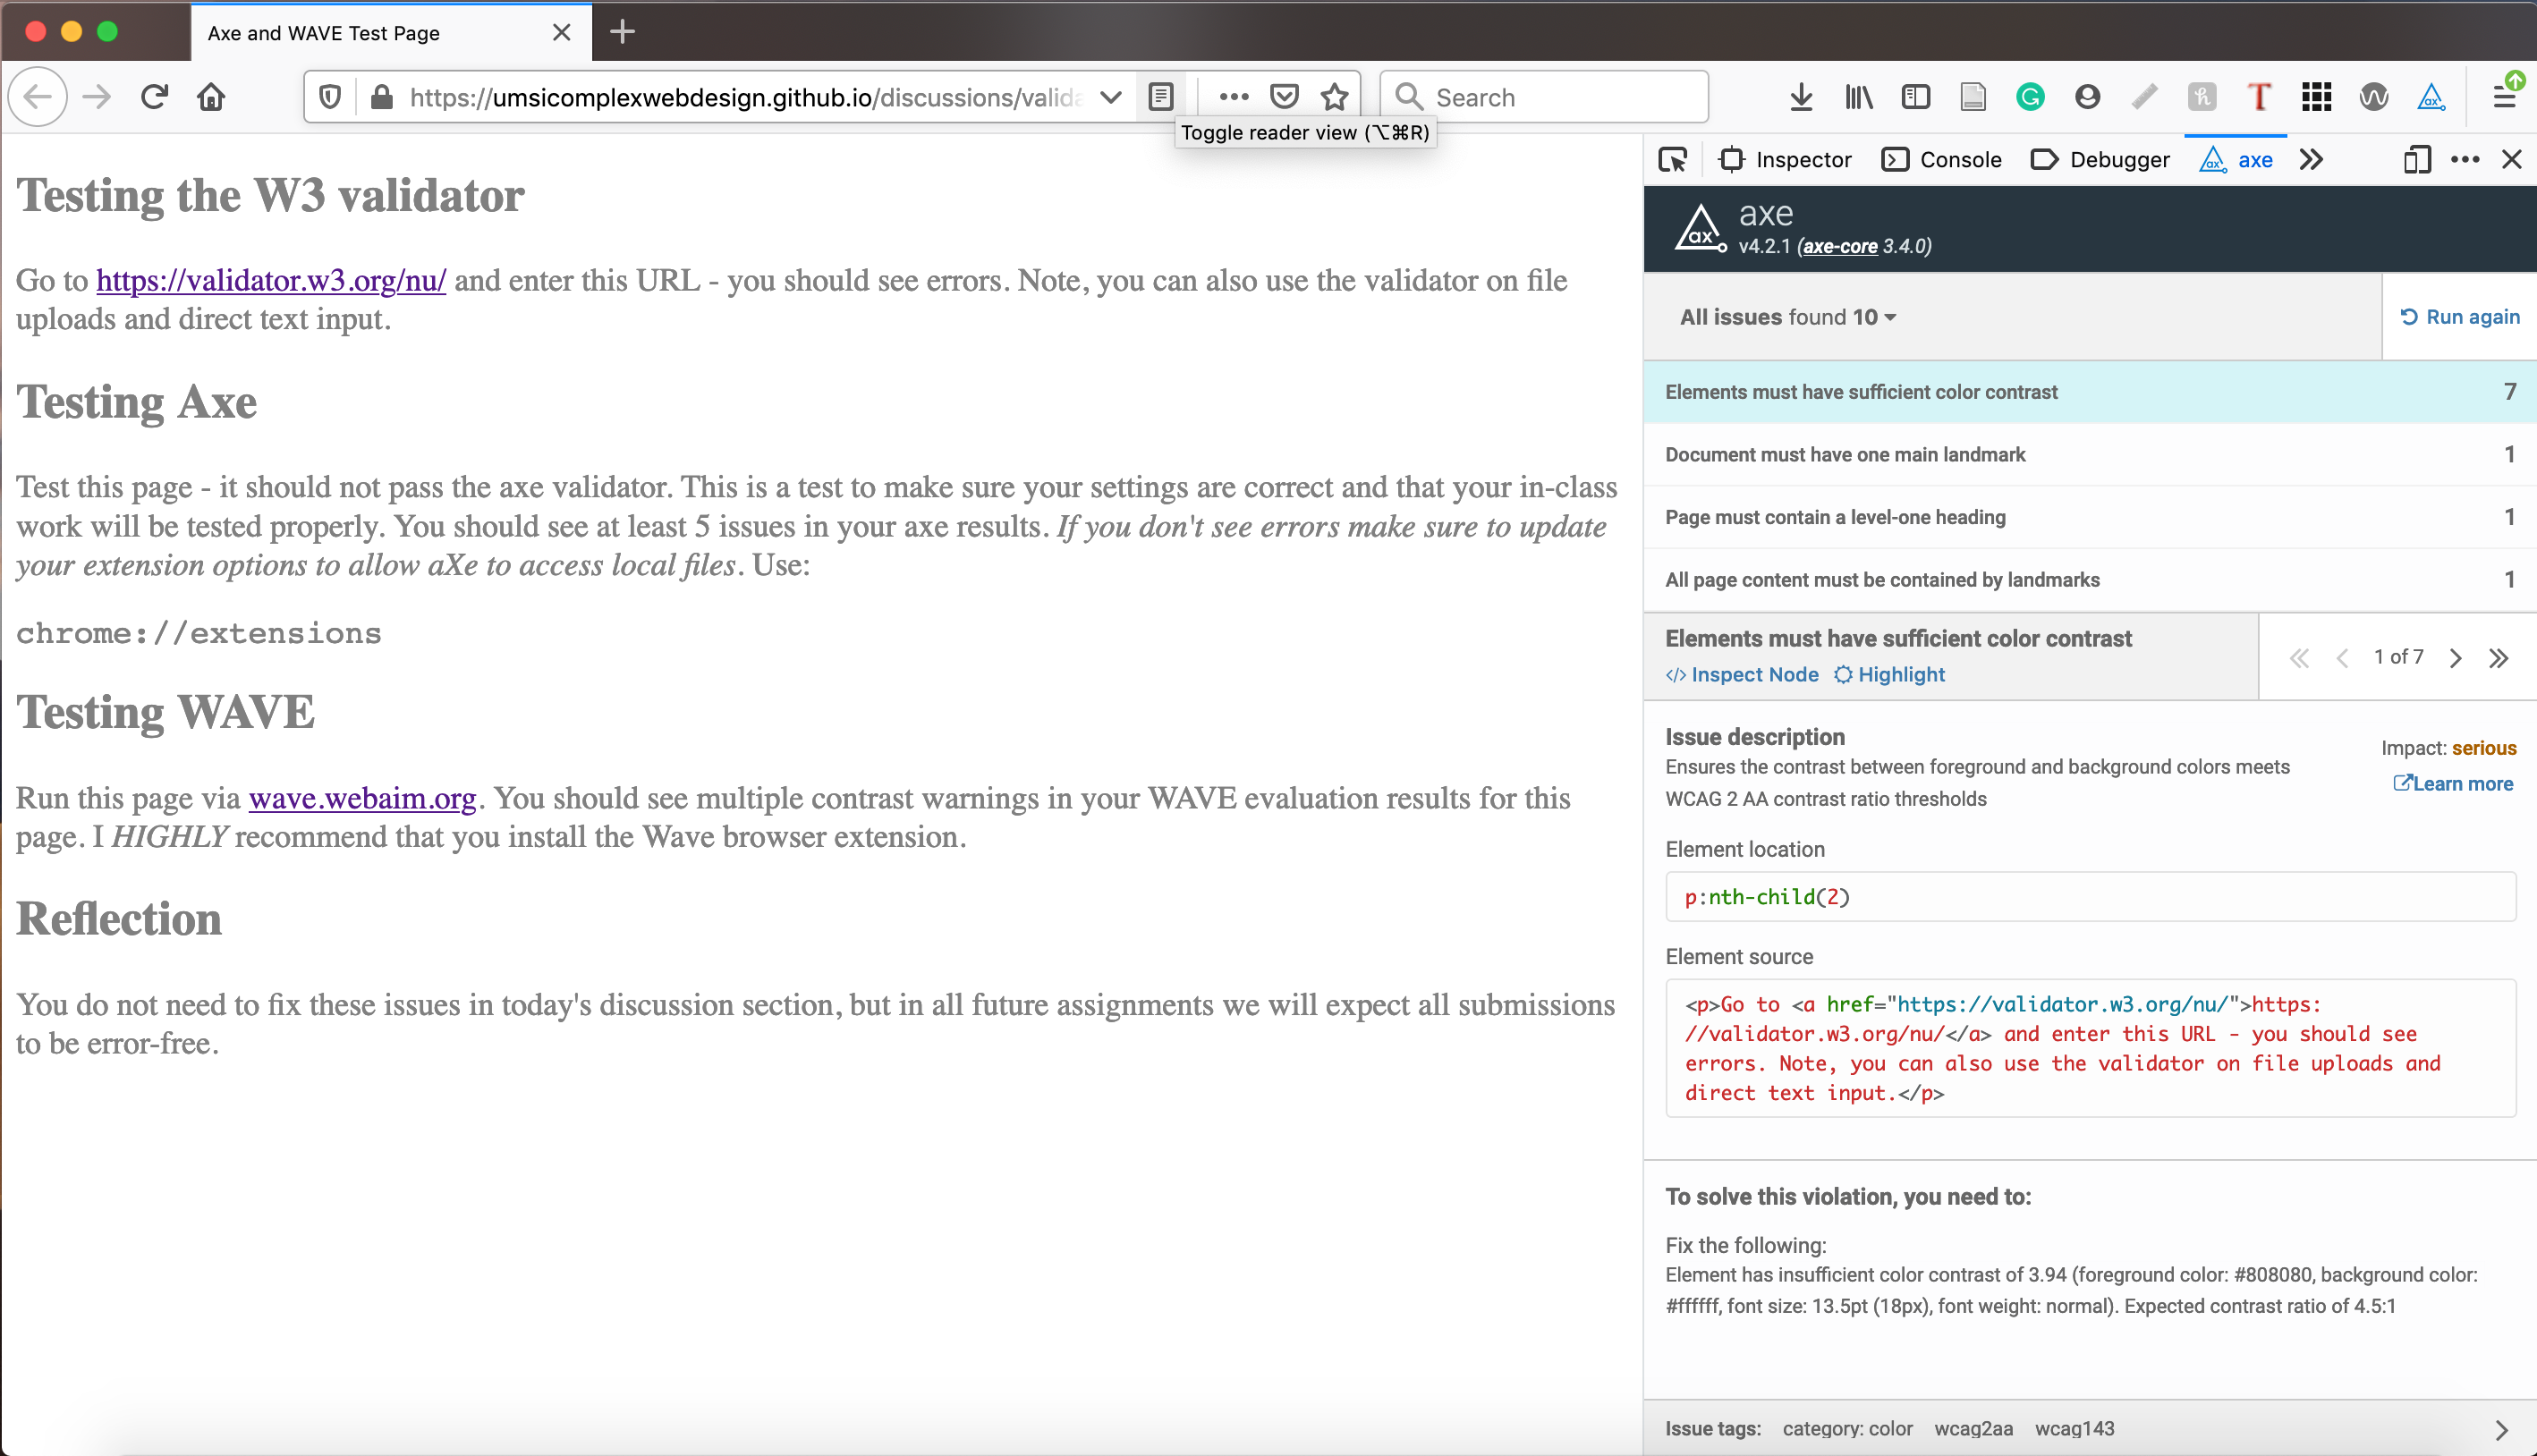 Axe and WAVE Test Page
https://umsicomplexwebdesign.github.io/discussions/valida
Search
Toggle reader view (⌥⌘R)
Testing the W3 validator
Go to https://validator.w3.org/nu/ and enter this URL - you should see errors. Note, you can also use the validator on file
uploads and direct text input.
Testing Axe
Test this page - it should not pass the axe validator. This is a test to make sure your settings are correct and that your in-class
work will be tested properly. You should see at least 5 issues in your axe results. If you don't see errors make sure to update
your extension options to allow aXe to access local files. Use:
chrome://extensions
Testing WAVE
Run this page via wave.webaim.org. You should see multiple contrast warnings in your WAVE evaluation results for this
page. I HIGHLY recommend that you install the Wave browser extension.
Reflection
You do not need to fix these issues in today's discussion section, but in all future assignments we will expect all submissions
to be error-free.
Inspector Console Debugger axe
axe
v4.2.1 (axe-core 3.4.0)
All issues found 10
Run again
Elements must have sufficient color contrast 7
Document must have one main landmark 1
Page must contain a level-one heading 1
All page content must be contained by landmarks 1
Elements must have sufficient color contrast
</> Inspect Node Highlight
1 of 7
Issue description
Impact: serious
Ensures the contrast between foreground and background colors meets
WCAG 2 AA contrast ratio thresholds
Learn more
Element location
p:nth-child(2)
Element source
<p>Go to <a href="https://validator.w3.org/nu/">https:
//validator.w3.org/nu/</a> and enter this URL - you should see
errors. Note, you can also use the validator on file uploads and
direct text input.</p>
To solve this violation, you need to:
Fix the following:
Element has insufficient color contrast of 3.94 (foreground color: #808080, background color:
#ffffff, font size: 13.5pt (18px), font weight: normal). Expected contrast ratio of 4.5:1
Issue tags: category: color wcag2aa wcag143